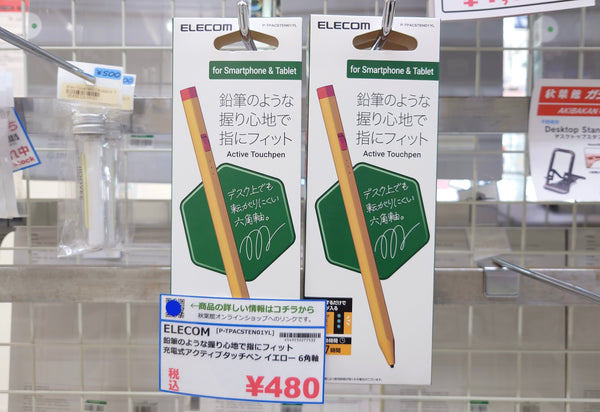 ELECOM
P-TPACSTEN01YL
for Smartphone & Tablet
鉛筆のような
握り心地で
指にフィット
Active Touchpen
デスク上でも
転がりにくい
六角軸。
ELECOM
P-TPACSTEN01YL
for Smartphone & Tablet
鉛筆のような
握り心地で
指にフィット
Active Touchpen
デスク上でも
転がりにくい
六角軸。
←商品の詳しい情報はコチラから
秋葉館オンラインショップへのリンクです。
ELECOM [P-TPACSTEN01YL]
鉛筆のような握り心地で指にフィット
充電式アクティブタッチペン イエロー 6角軸
税込
¥480
¥500
秋葉館
AKIBAKAN
Desktop Stan